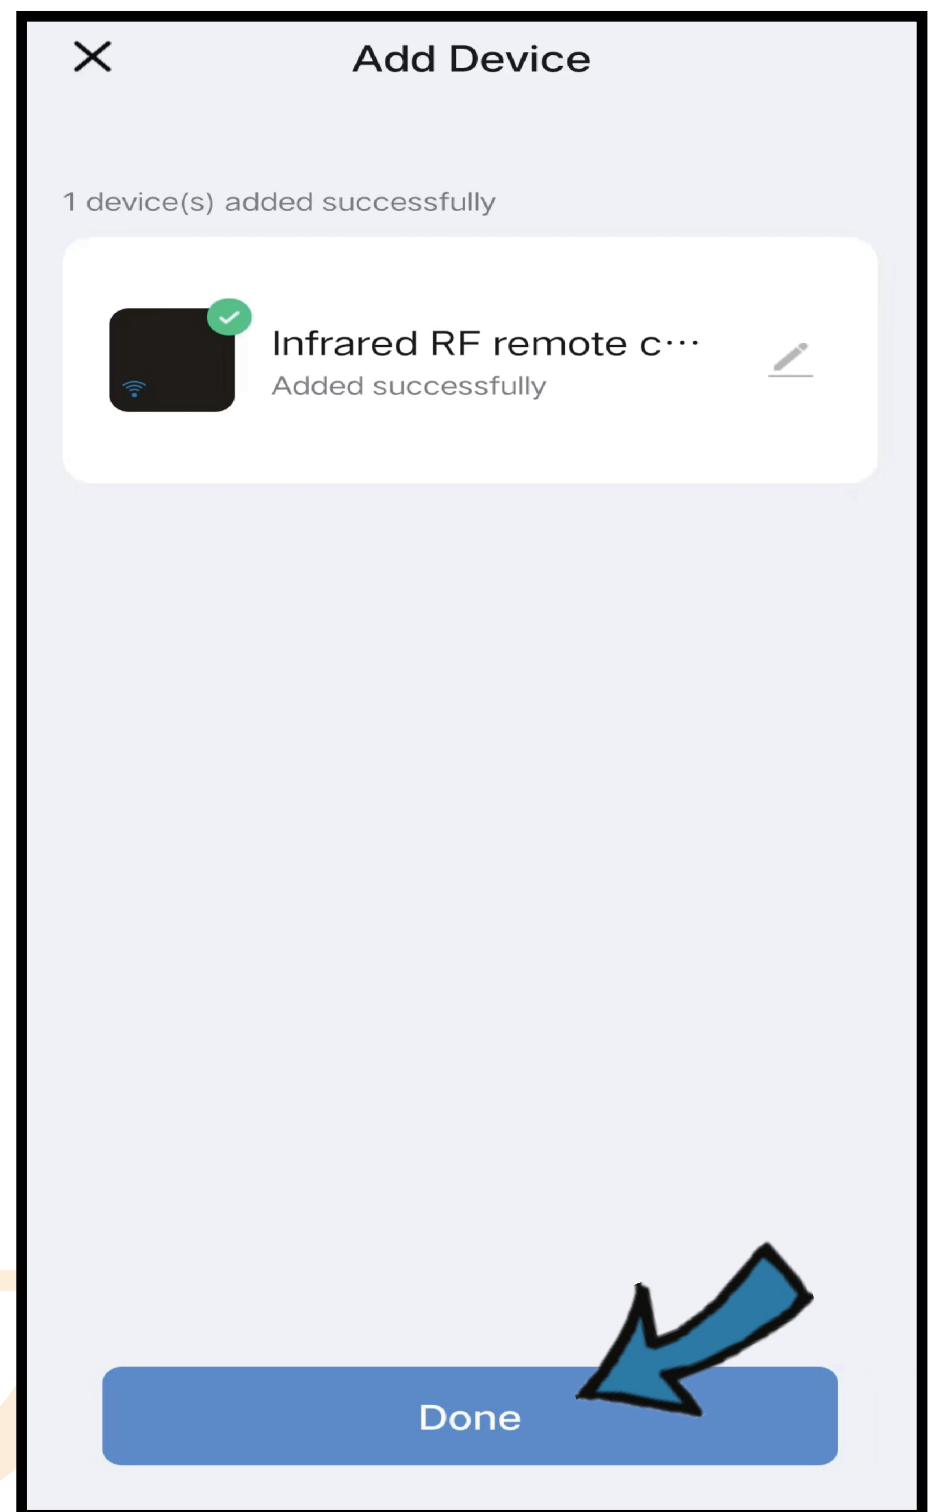 Add Device
1 device(s) added successfully
Infrared RF remote c···
Added successfully
Done